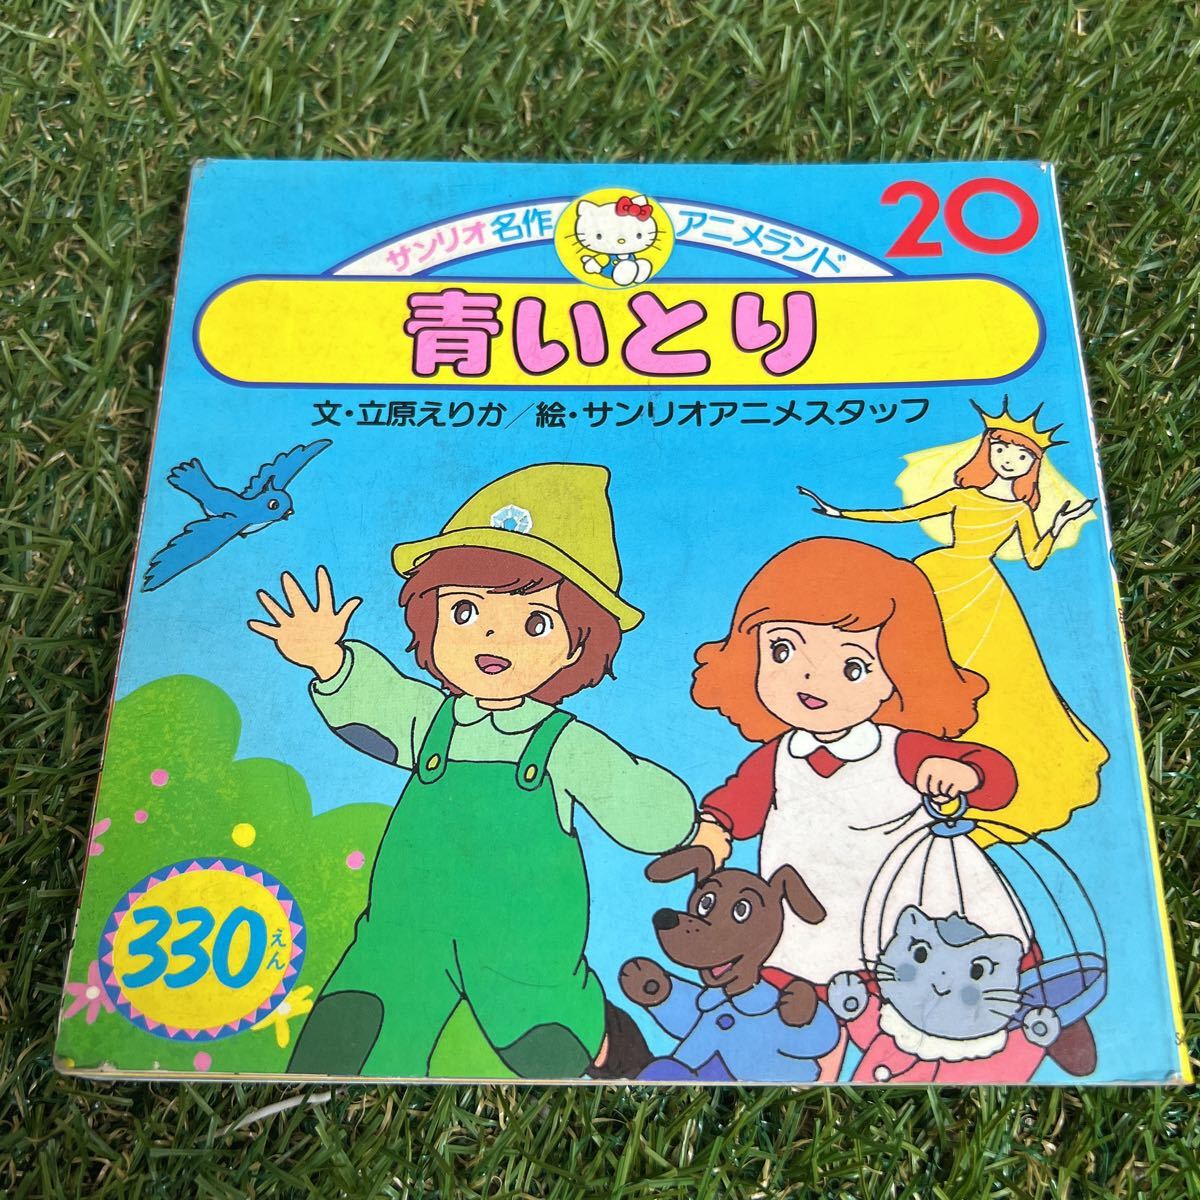 サンリオ名作アニメランド
20
青いとり
文・立原えりか/絵・サンリオアニメスタッフ
330えん